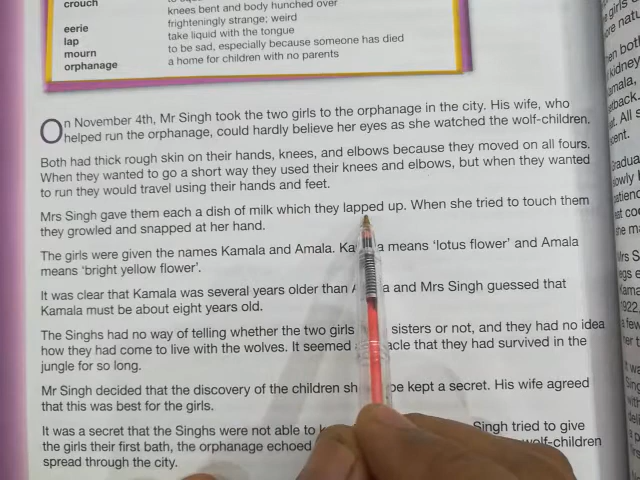 crouch knees bent and body hunched over
eerie frighteningly strange; weird
lap take liquid with the tongue
mourn to be sad, especially because someone has died
orphanage a home for children with no parents
On November 4th, Mr Singh took the two girls to the orphanage in the city. His wife, who
helped run the orphanage, could hardly believe her eyes as she watched the wolf-children.
Both had thick rough skin on their hands, knees, and elbows because they moved on all fours.
When they wanted to go a short way they used their knees and elbows, but when they wanted
to run they would travel using their hands and feet.
Mrs Singh gave them each a dish of milk which they lapped up. When she tried to touch them
they growled and snapped at her hand.
The girls were given the names Kamala and Amala. Ka a means 'lotus flower' and Amala
means 'bright yellow flower'.
It was clear that Kamala was several years older than A a and Mrs Singh guessed that
Kamala must be about eight years old.
The Singhs had no way of telling whether the two girls sisters or not, and they had no idea
how they had come to live with the wolves. It seemed acle that they had survived in the
jungle for so long.
Mr Singh decided that the discovery of the children sh be kept a secret. His wife agreed
that this was best for the girls.
It was a secret that the Singhs were not able to Singh tried to give
the girls their first bath, the orphanage echoed wolf-children
spread through the city.